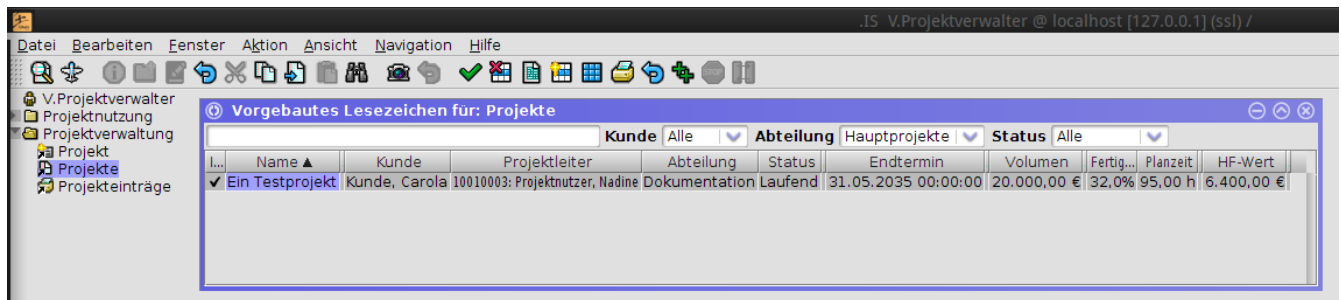 .IS V.Projektverwalter @ localhost [127.0.0.1] (ssl) /
Datei Bearbeiten Fenster Aktion Ansicht Navigation Hilfe
STOP
V.Projektverwalter
Projektnutzung
Projektverwaltung
Projekt
Projekte
Projekteinträge
Vorgebautes Lesezeichen für: Projekte
Kunde Alle Abteilung Hauptprojekte Status Alle
I... Name ▲ Kunde Projektleiter Abteilung Status Endtermin Volumen Fertig... Planzeit HF-Wert
✔ Ein Testprojekt Kunde, Carola 10010003: Projektnutzer, Nadine Dokumentation Laufend 31.05.2035 00:00:00 20.000,00 € 32,0% 95,00 h 6.400,00 €